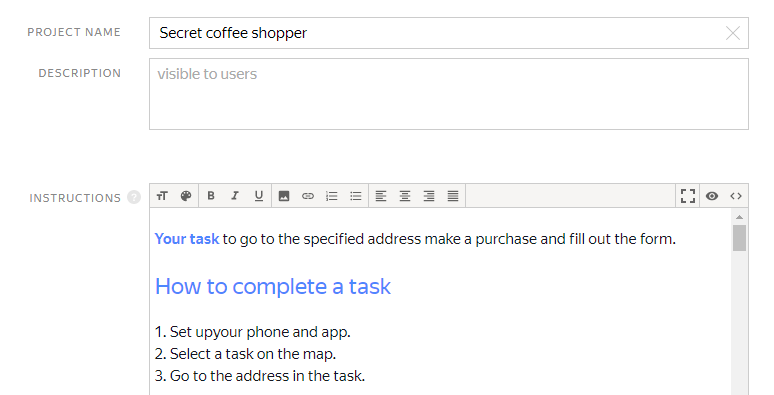 PROJECT NAME
Secret coffee shopper
DESCRIPTION
visible to users
INSTRUCTIONS ?
B I U
Your task to go to the specified address make a purchase and fill out the form.
How to complete a task
1. Set upyour phone and app.
2. Select a task on the map.
3. Go to the address in the task.